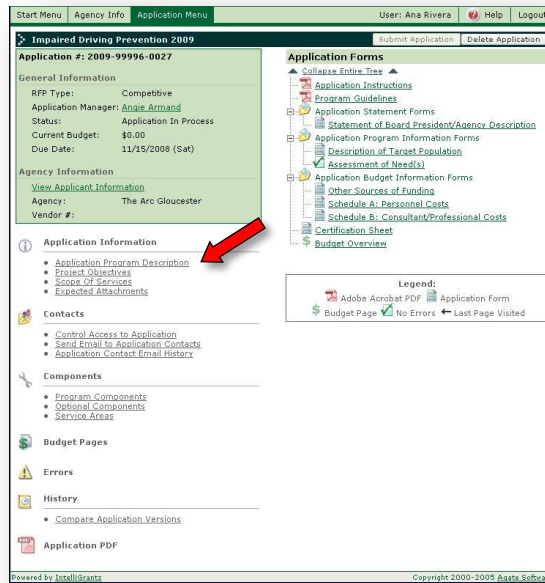 Start Menu Agency Info Application Menu User: Ana Rivera Help Logout
Impaired Driving Prevention 2009 Submit Application Delete Application
Application #: 2009-99996-0027
General Information
RFP Type: Competitive
Application Manager: Angie Armand
Status: Application In Process
Current Budget: $0.00
Due Date: 11/15/2008 (Sat)
Agency Information
View Applicant Information
Agency: The Arc Gloucester
Vendor #:
Application Information
Application Program Description
Project Objectives
Scope Of Services
Expected Attachments
Contacts
Control Access to Application
Send Email to Application Contacts
Application Contact Email History
Components
Program Components
Optional Components
Service Areas
Budget Pages
Errors
History
Compare Application Versions
Application PDF
Application Forms
Collapse Entire Tree
Application Instructions
Program Guidelines
Application Statement Forms
Statement of Board President/Agency Description
Application Program Information Forms
Description of Target Population
Assessment of Need(s)
Application Budget Information Forms
Other Sources of Funding
Schedule A: Personnel Costs
Schedule B: Consultant/Professional Costs
Certification Sheet
$ Budget Overview
Legend:
Adobe Acrobat PDF Application Form
$ Budget Page No Errors Last Page Visited
Powered by IntelliGrants Copyright 2000-2005 Agate Softwa